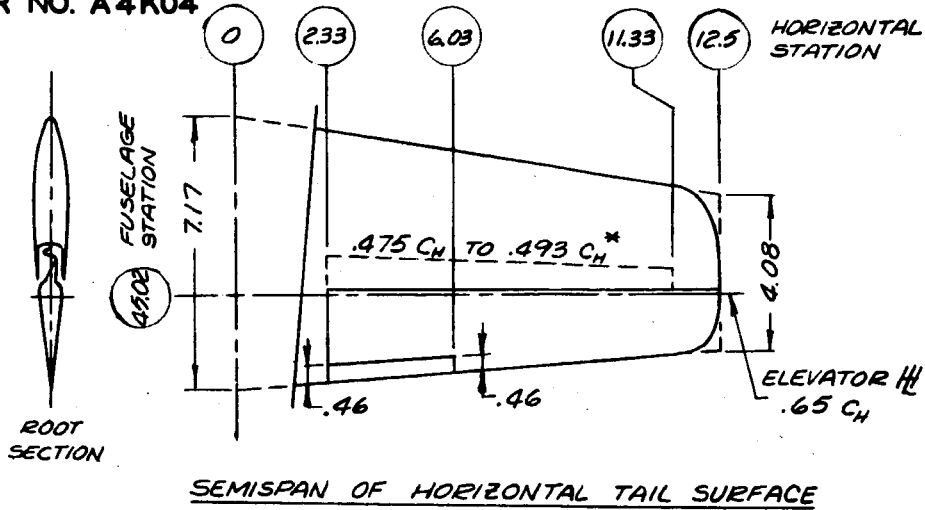 R NO. A4K04
0
2.33
6.03
11.33
12.5
HORIZONTAL
STATION
FUSELAGE
STATION
45.02
7.17
.475 CH TO .493 CH*
4.08
.46
.46
ELEVATOR HL
.65 CH
ROOT
SECTION
SEMISPAN OF HORIZONTAL TAIL SURFACE